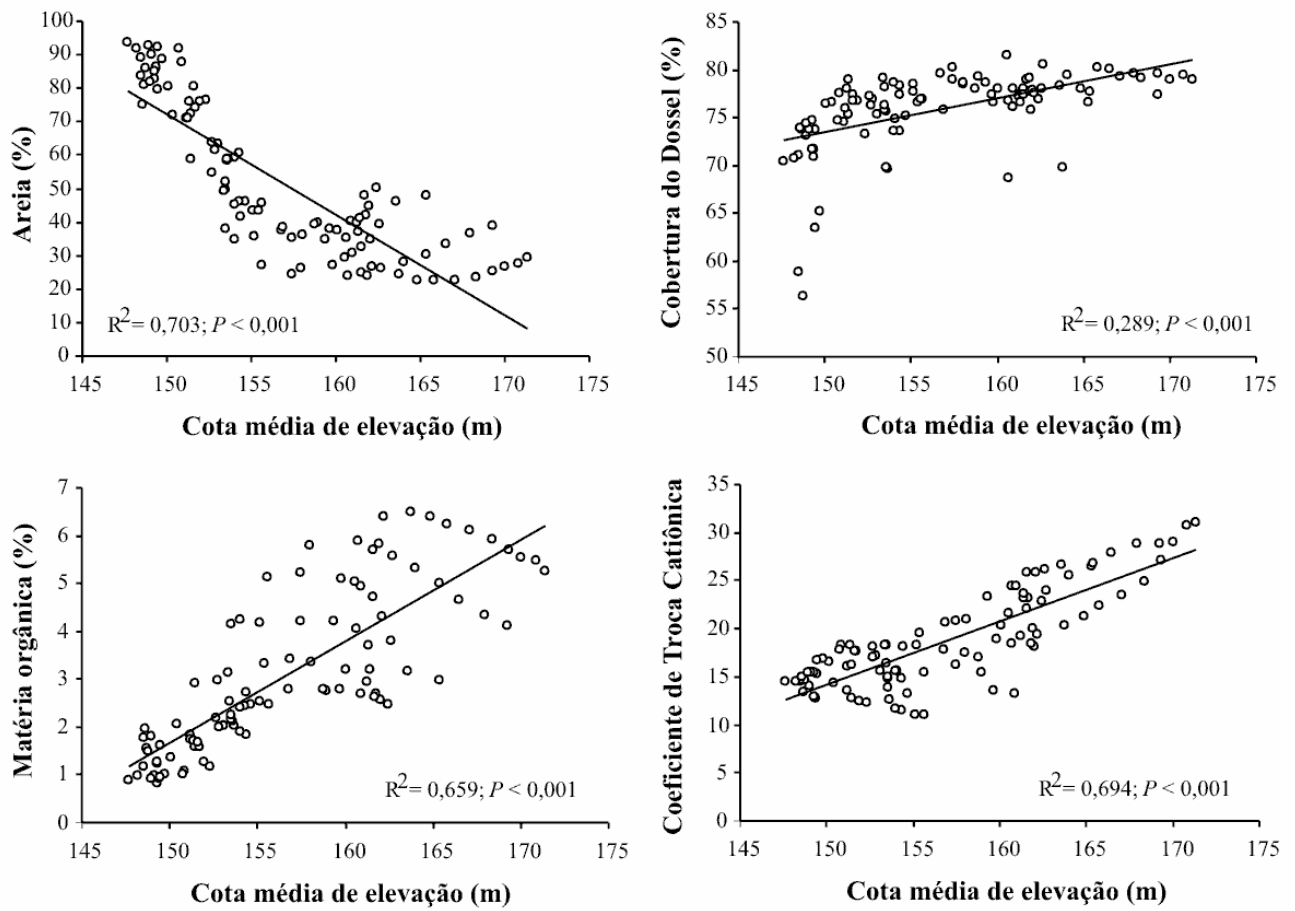 Areia (%)
100
90
80
70
60
50
40
30
20
10
0
R²= 0,703; P < 0,001
145 150 155 160 165 170 175
Cota média de elevação (m)
Cobertura do Dossel (%)
85
80
75
70
65
60
55
50
R²= 0,289; P < 0,001
145 150 155 160 165 170 175
Cota média de elevação (m)
Matéria orgânica (%)
7
6
5
4
3
2
1
0
R²= 0,659; P < 0,001
145 150 155 160 165 170 175
Cota média de elevação (m)
Coeficiente de Troca Catiônica
35
30
25
20
15
10
5
0
R²= 0,694; P < 0,001
145 150 155 160 165 170 175
Cota média de elevação (m)